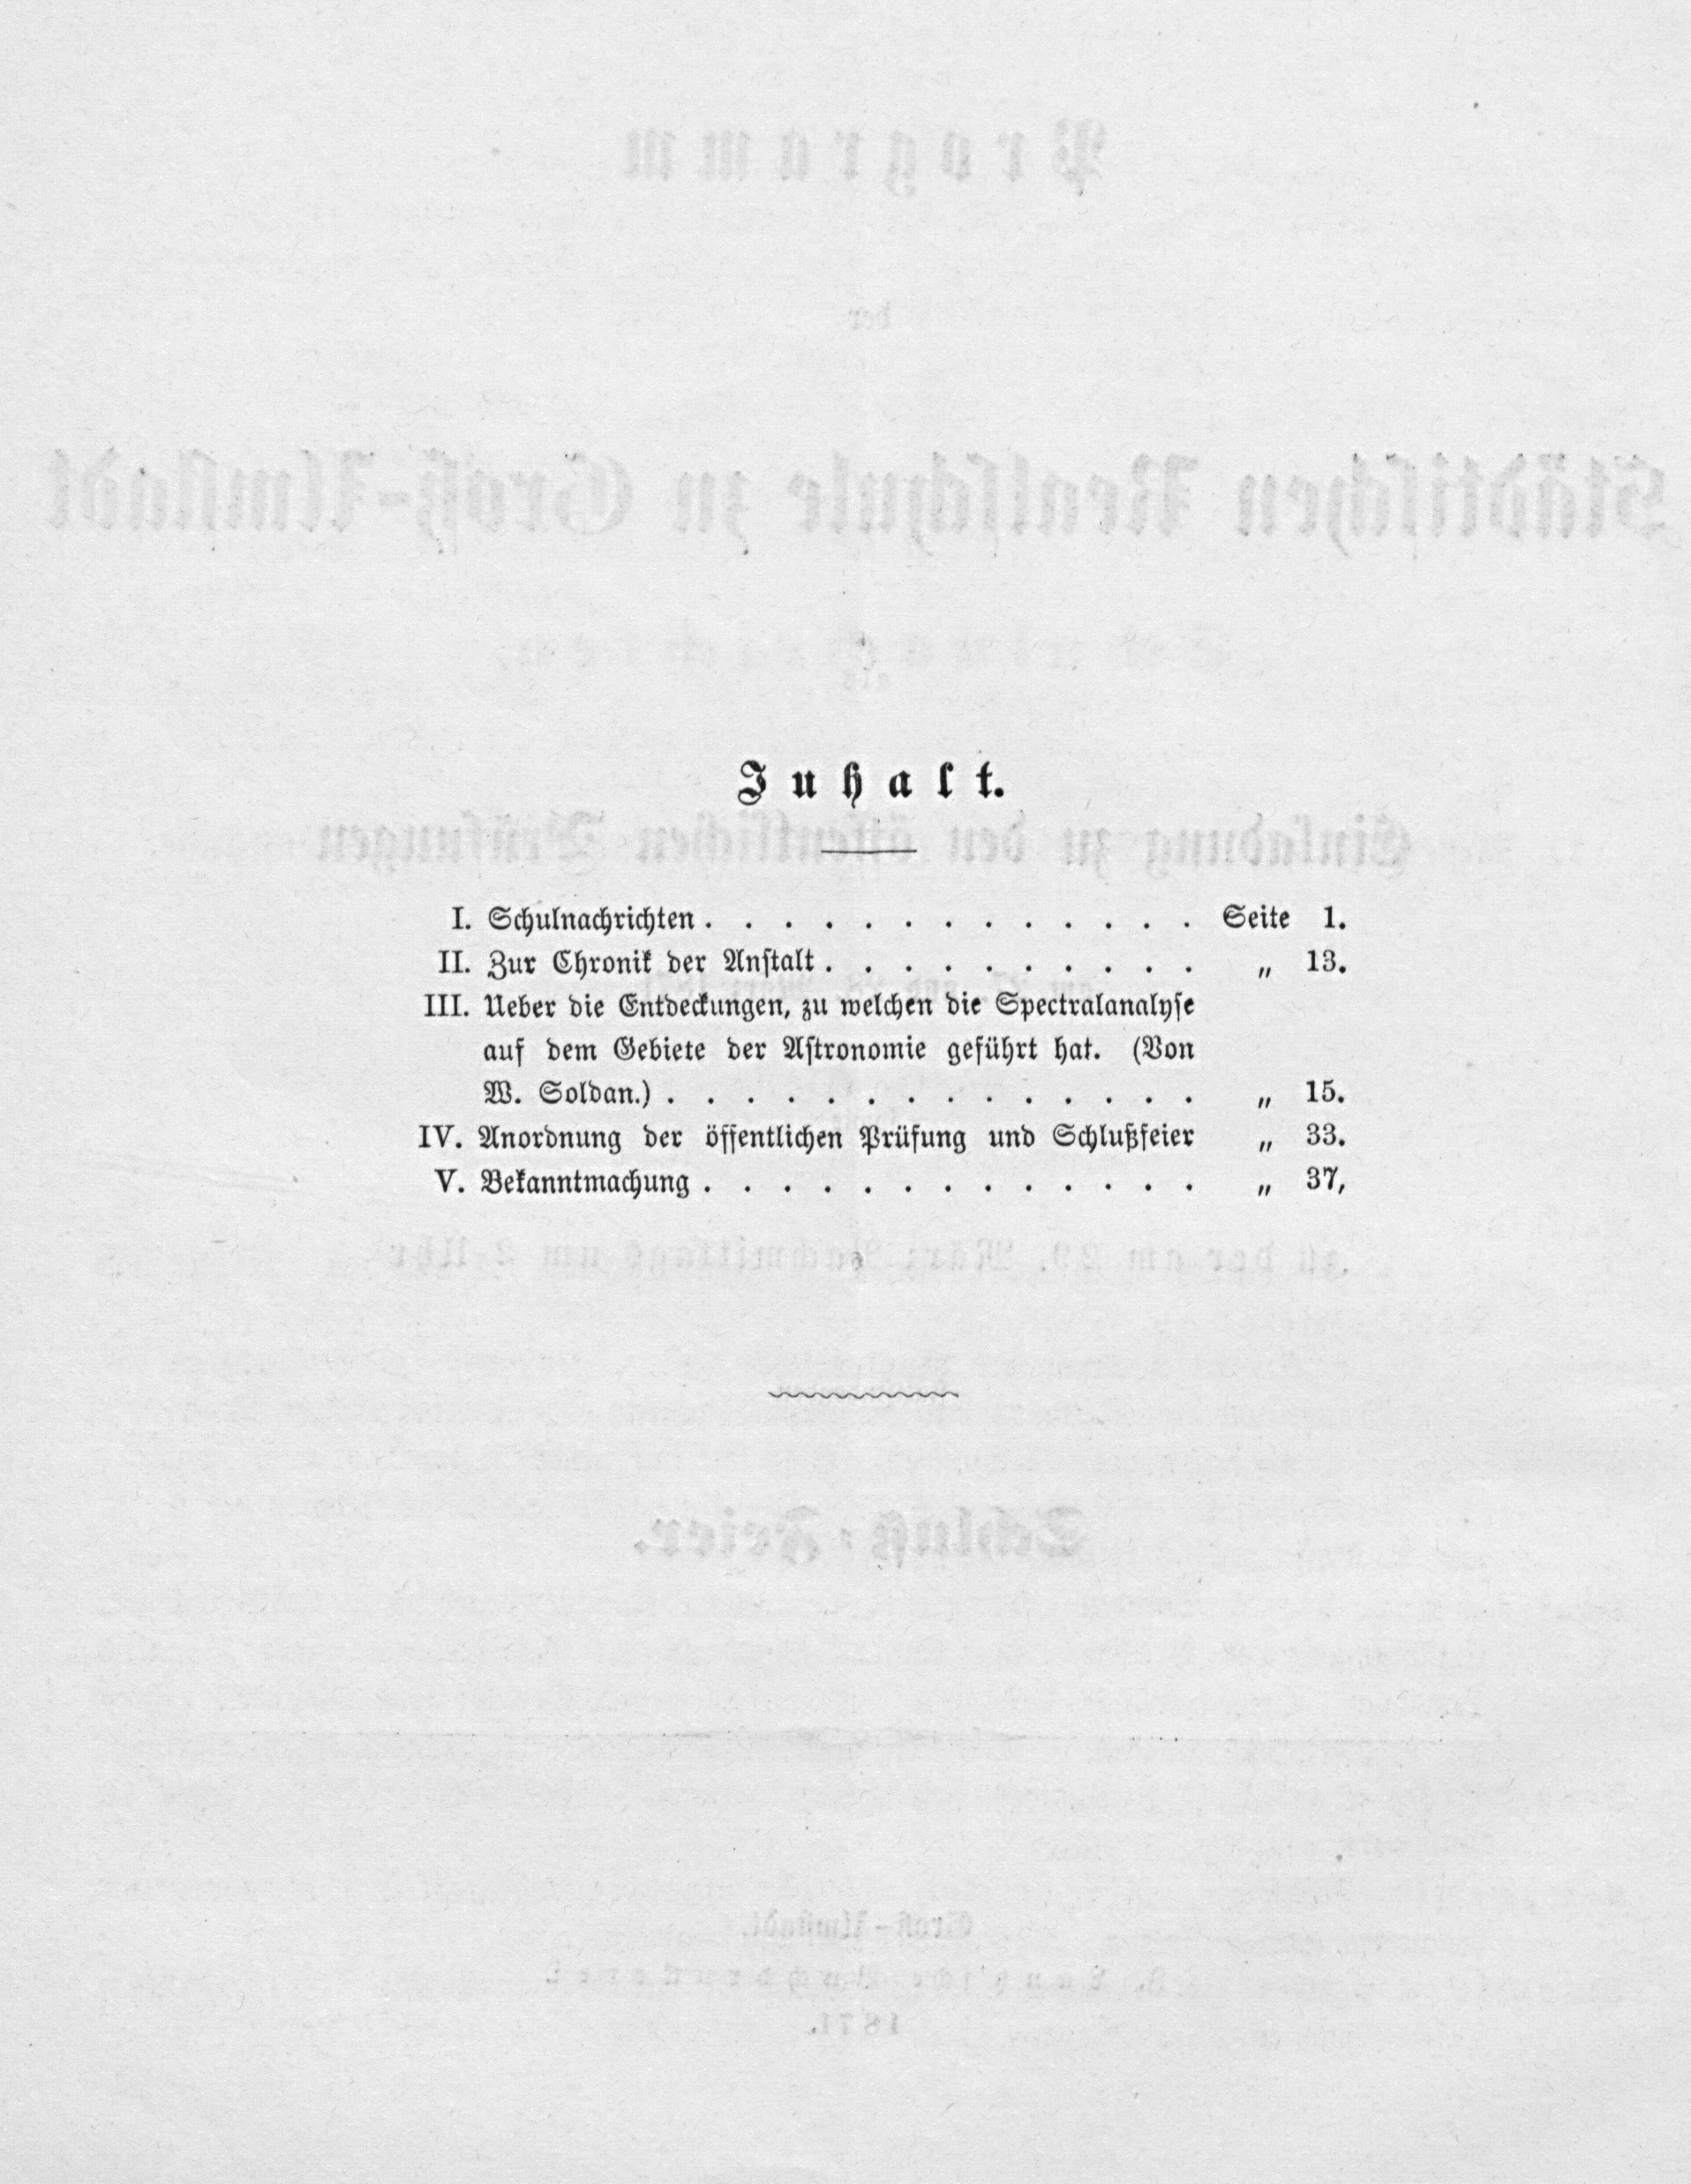 Inhalt.
I. Schulnachrichten . . . . . . . . . . . . . Seite 1.
II. Zur Chronik der Anstalt . . . . . . . . . . „ 13.
III. Ueber die Entdeckungen, zu welchen die Spectralanalyse
auf dem Gebiete der Astronomie geführt hat. (Von
W. Soldan.) . . . . . . . . . . . . . . „ 15.
IV. Anordnung der öffentlichen Prüfung und Schlußfeier „ 33.
V. Bekanntmachung . . . . . . . . . . . . . „ 37,